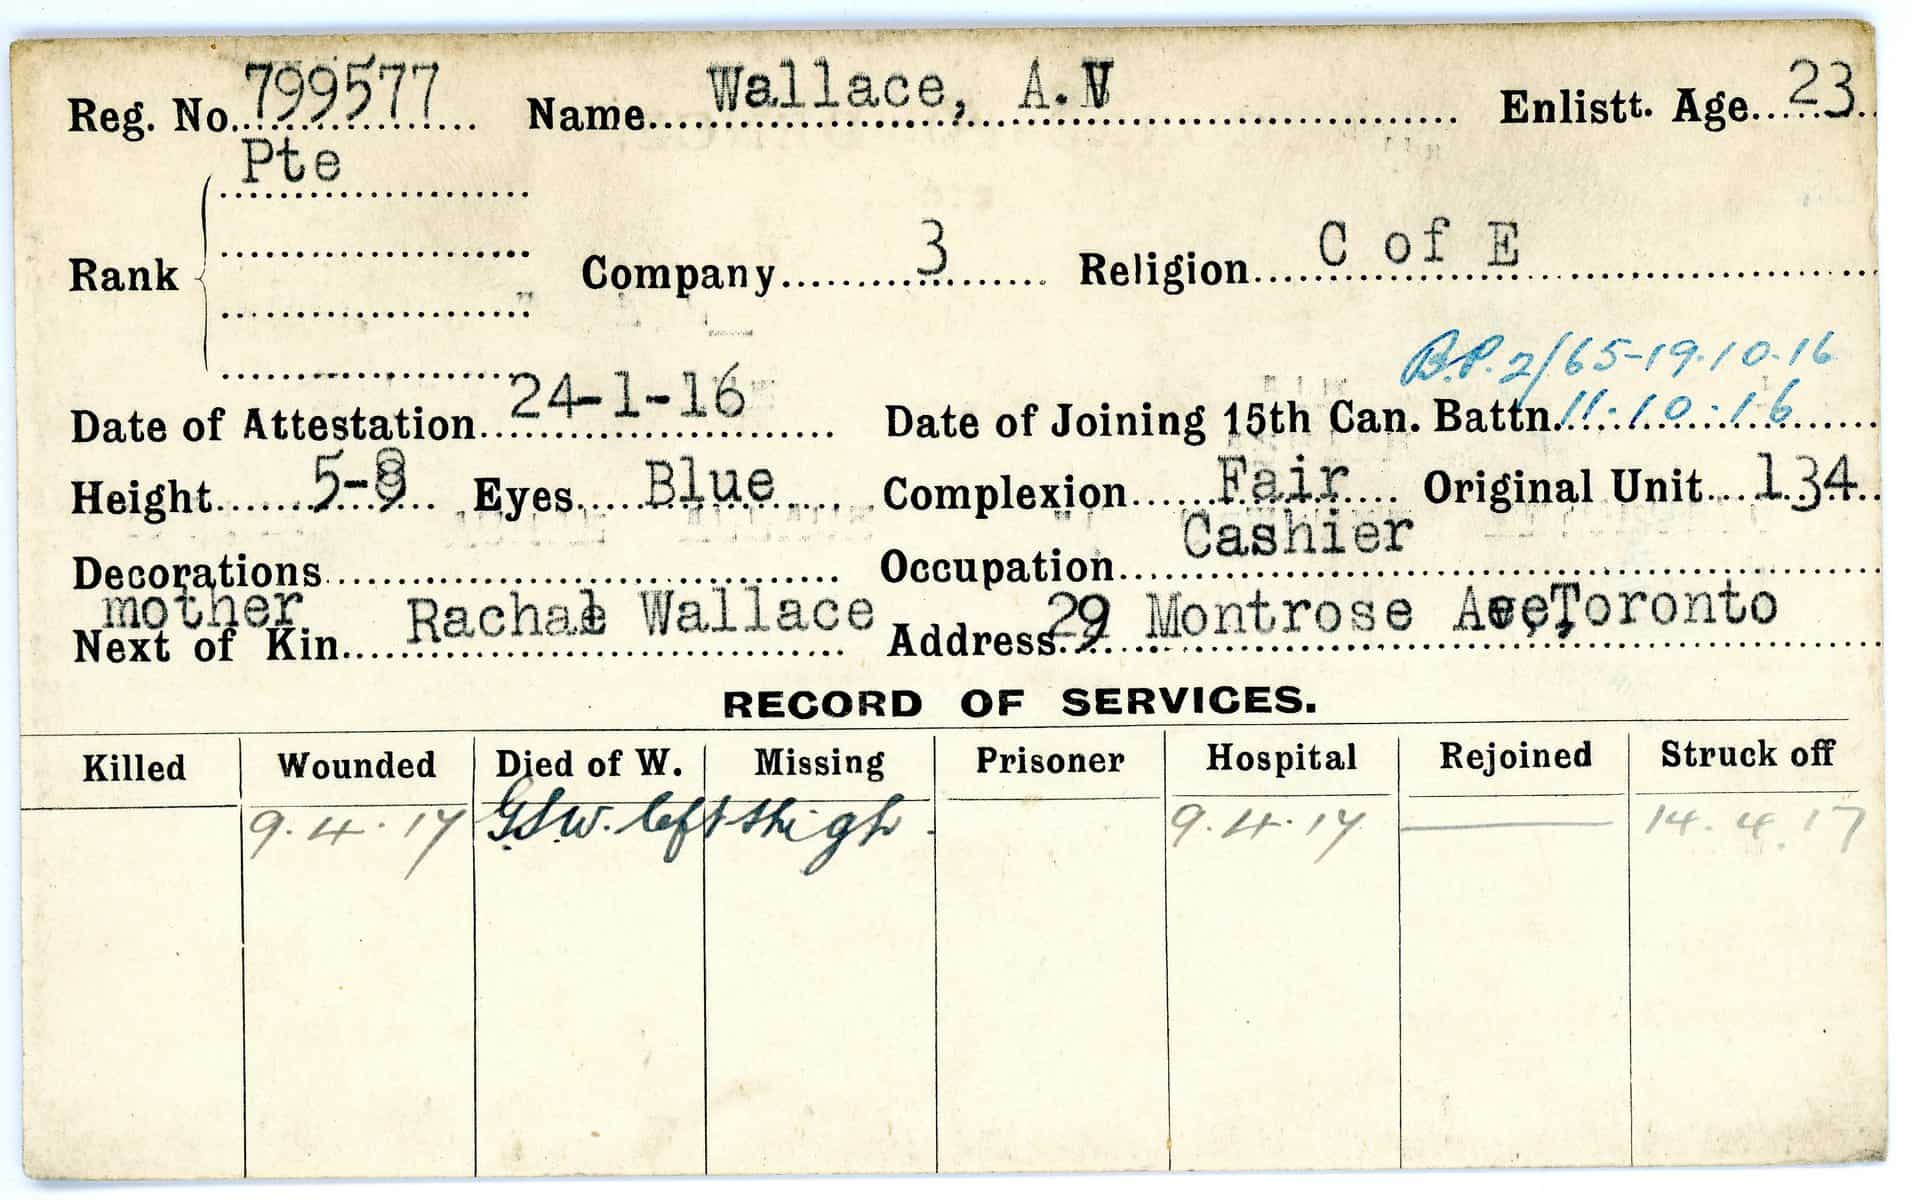 Reg. No. 799577 Name Wallace, A.V Enlistt. Age 23
Pte
Rank Company 3 Religion C of E
B.P. 2/65-19.10.16
Date of Attestation 24-1-16 Date of Joining 15th Can. Battn. 11.10.16
Height 5-8 Eyes Blue Complexion Fair Original Unit 134
Decorations Occupation Cashier
mother
Next of Kin Rachael Wallace Address 29 Montrose Ave, Toronto
RECORD OF SERVICES.
Killed Wounded Died of W. Missing Prisoner Hospital Rejoined Struck off
9.4.17 GSW. left thigh. 9.4.17 — 14.4.17